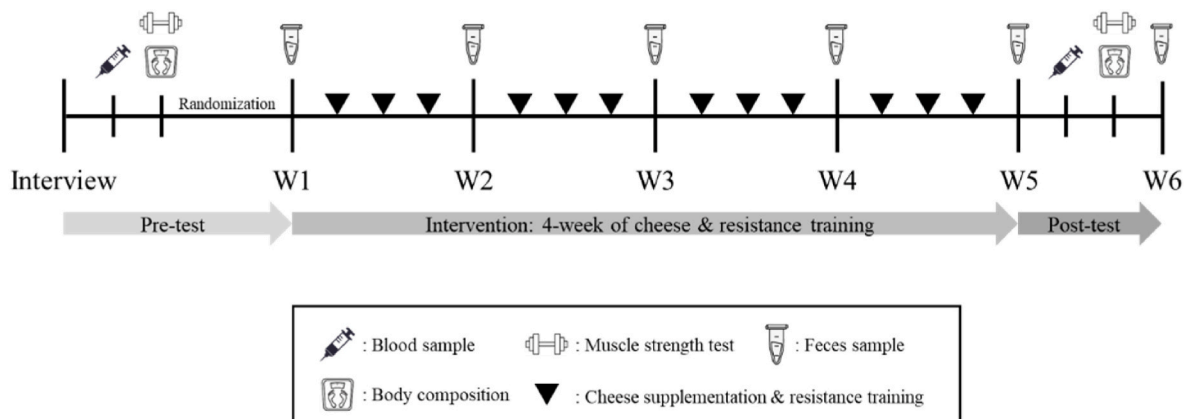 Randomization
Interview W1 W2 W3 W4 W5 W6
Pre-test Intervention: 4-week of cheese & resistance training Post-test
: Blood sample : Muscle strength test : Feces sample
: Body composition : Cheese supplementation & resistance training